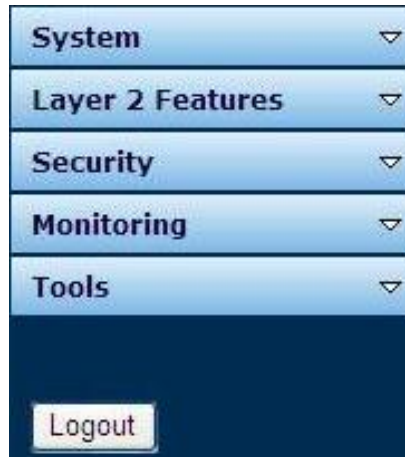 System
Layer 2 Features
Security
Monitoring
Tools
Logout